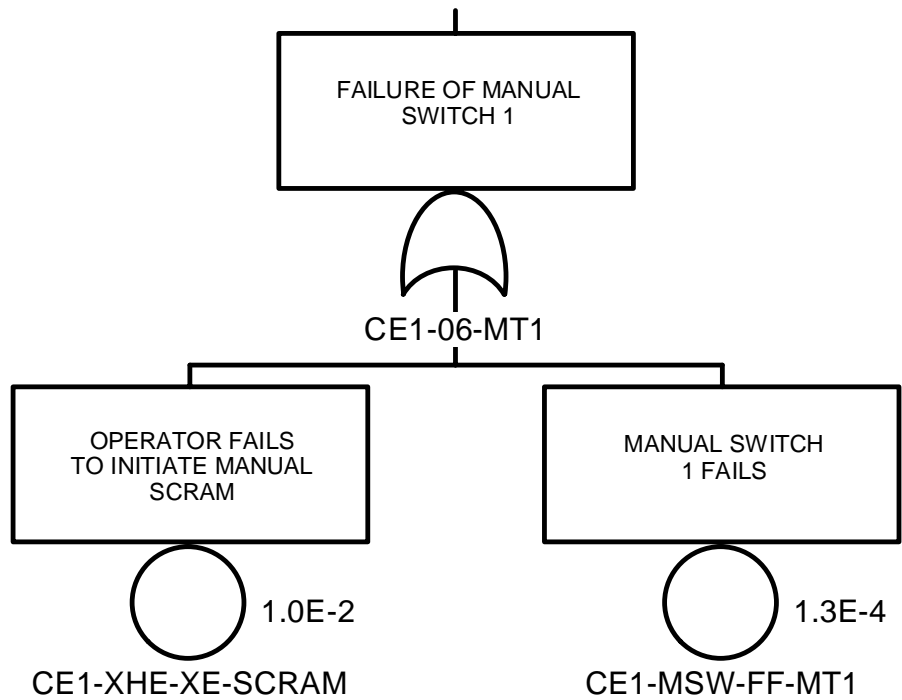 FAILURE OF MANUAL
SWITCH 1
CE1-06-MT1
OPERATOR FAILS
TO INITIATE MANUAL
SCRAM
MANUAL SWITCH
1 FAILS
1.0E-2
1.3E-4
CE1-XHE-XE-SCRAM
CE1-MSW-FF-MT1